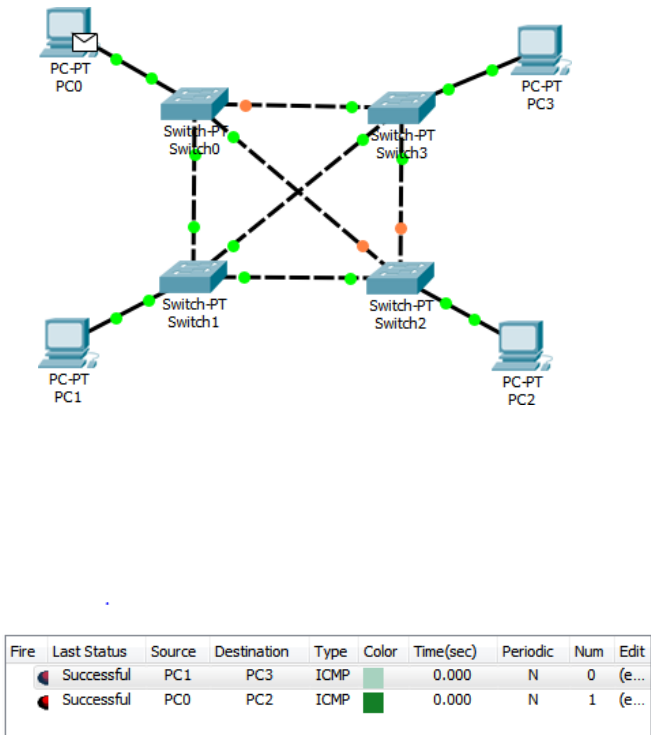 PC-PT
PC0
PC-PT
PC3
Switch-PT
Switch0
Switch-PT
Switch3
Switch-PT
Switch1
Switch-PT
Switch2
PC-PT
PC1
PC-PT
PC2
Fire Last Status Source Destination Type Color Time(sec) Periodic Num Edit
Successful PC1 PC3 ICMP 0.000 N 0 (e...
Successful PC0 PC2 ICMP 0.000 N 1 (e...